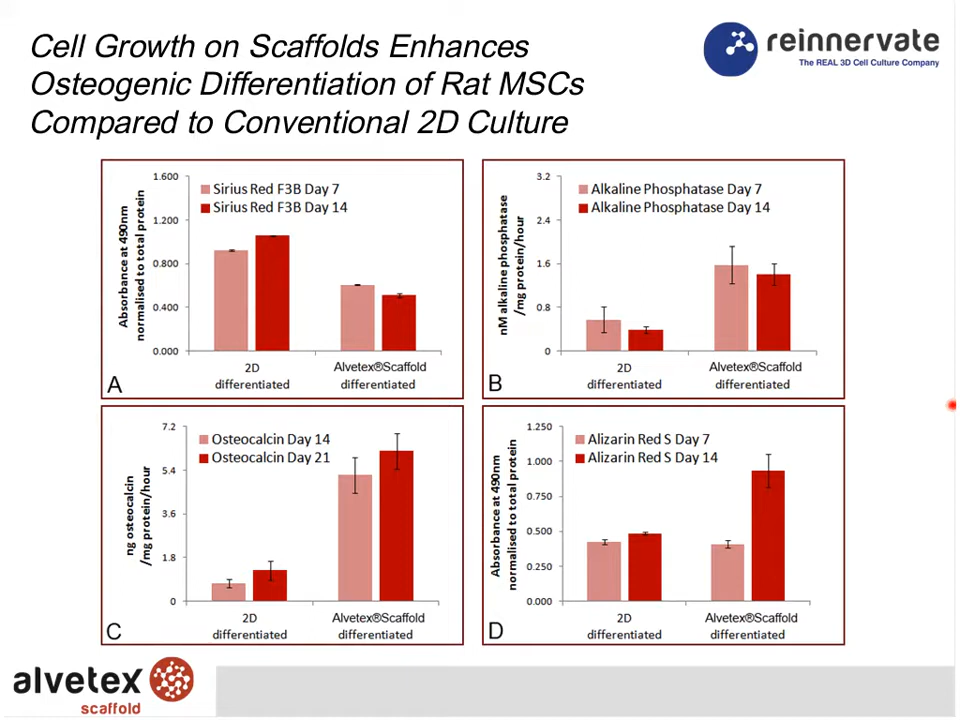 Cell Growth on Scaffolds Enhances
Osteogenic Differentiation of Rat MSCs
Compared to Conventional 2D Culture
reinnervate
The REAL 3D Cell Culture Company
Absorbance at 490nm
normalised to total protein
1.600
1.200
0.800
0.400
0.000
Sirius Red F3B Day 7
Sirius Red F3B Day 14
2D
differentiated
Alvetex®Scaffold
differentiated
A
nM alkaline phosphatase
/mg protein/hour
3.2
2.4
1.6
0.8
0
Alkaline Phosphatase Day 7
Alkaline Phosphatase Day 14
2D
differentiated
Alvetex®Scaffold
differentiated
B
ng osteocalcin
/mg protein/hour
7.2
5.4
3.6
1.8
0
Osteocalcin Day 14
Osteocalcin Day 21
2D
differentiated
Alvetex®Scaffold
differentiated
C
Absorbance at 490nm
normalised to total protein
1.250
1.000
0.750
0.500
0.250
0.000
Alizarin Red S Day 7
Alizarin Red S Day 14
2D
differentiated
Alvetex®Scaffold
differentiated
D
alvetex
scaffold